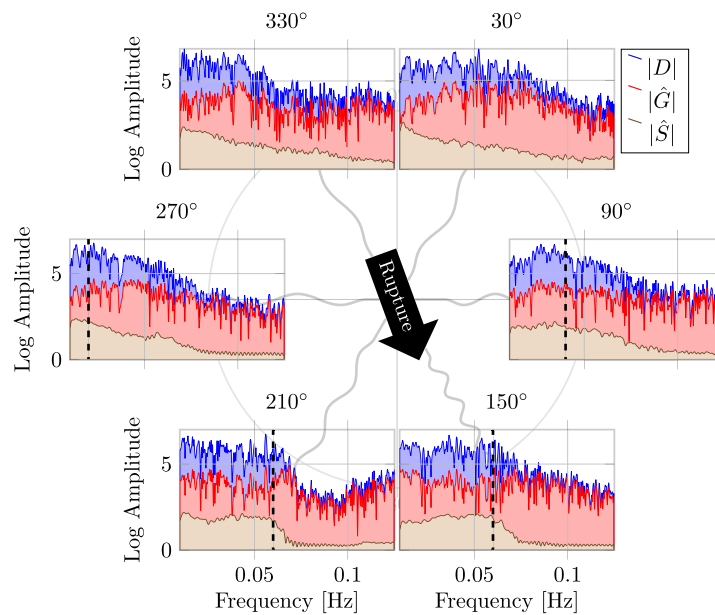 330° 30°
Log Amplitude 5 0
|D|
|Ĝ|
|Ŝ|
270° 90°
Log Amplitude 5 0
Rupture
210° 150°
Log Amplitude 5 0
0.05 0.1 0.05 0.1
Frequency [Hz] Frequency [Hz]